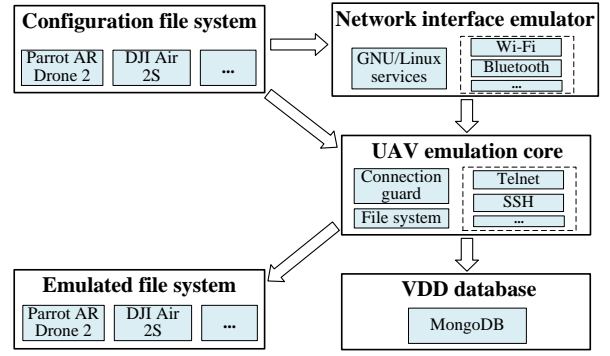 Configuration file system
Parrot AR
Drone 2
DJI Air
2S
...
Network interface emulator
GNU/Linux
services
Wi-Fi
Bluetooth
...
UAV emulation core
Connection
guard
File system
Telnet
SSH
...
Emulated file system
Parrot AR
Drone 2
DJI Air
2S
...
VDD database
MongoDB